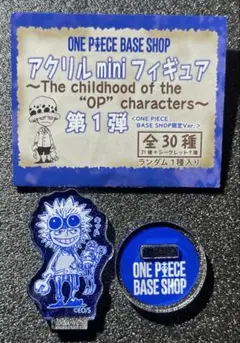 ONE PIECE BASE SHOP
アクリルminiフィギュア
～The childhood of the
"OP" characters～
第1弾
<ONE PIECE
BASE SHOP限定Ver.>
全30種
ランダム1種入り
©E.O/S
ONE PIECE
BASE SHOP